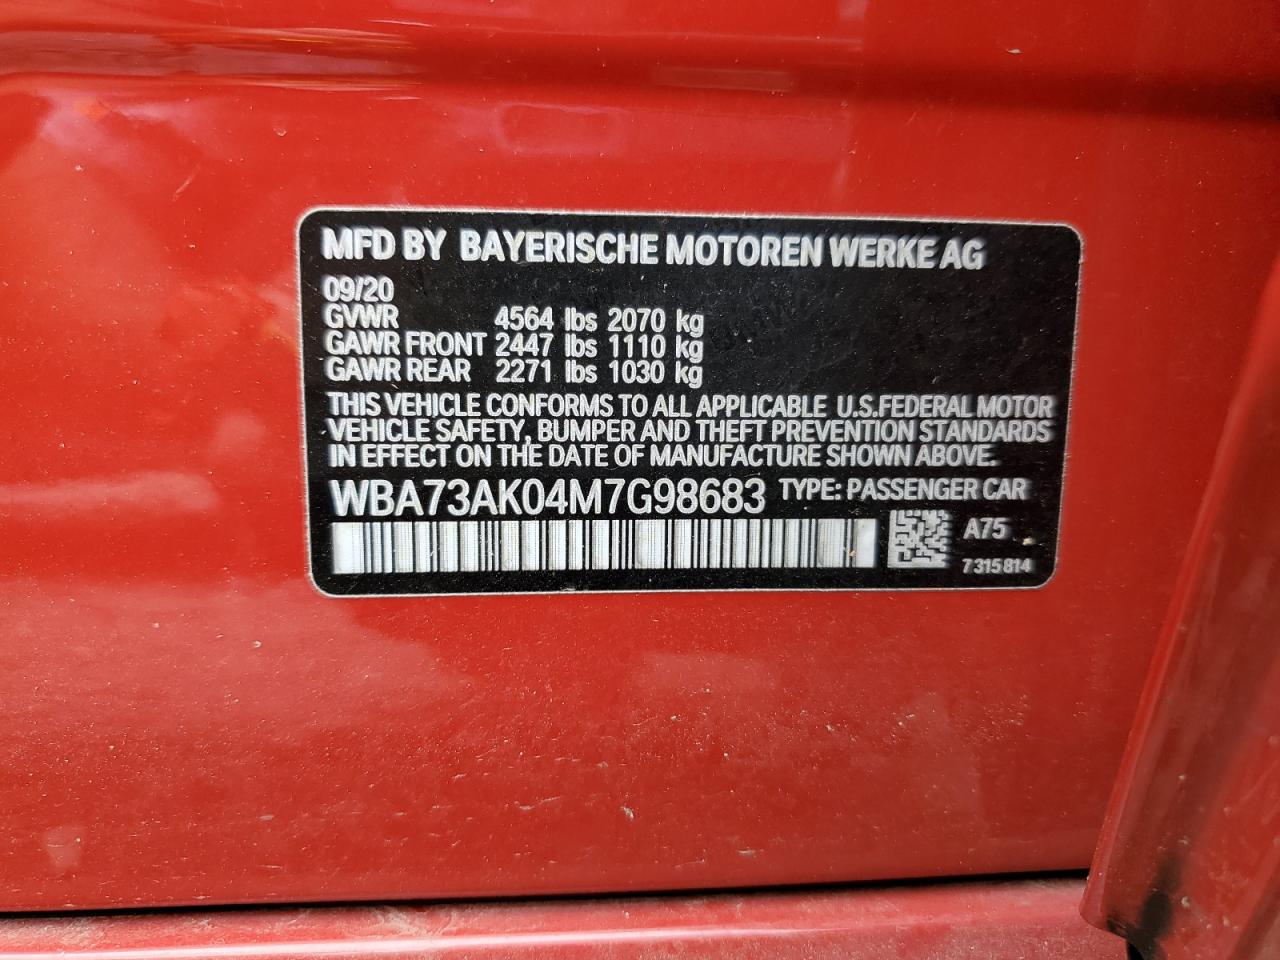 MFD BY BAYERISCHE MOTOREN WERKE AG
09/20
GVWR 4564 lbs 2070 kg
GAWR FRONT 2447 lbs 1110 kg
GAWR REAR 2271 lbs 1030 kg
THIS VEHICLE CONFORMS TO ALL APPLICABLE U.S.FEDERAL MOTOR
VEHICLE SAFETY, BUMPER AND THEFT PREVENTION STANDARDS
IN EFFECT ON THE DATE OF MANUFACTURE SHOWN ABOVE.
WBA73AK04M7G98683 TYPE: PASSENGER CAR
A75
7315814